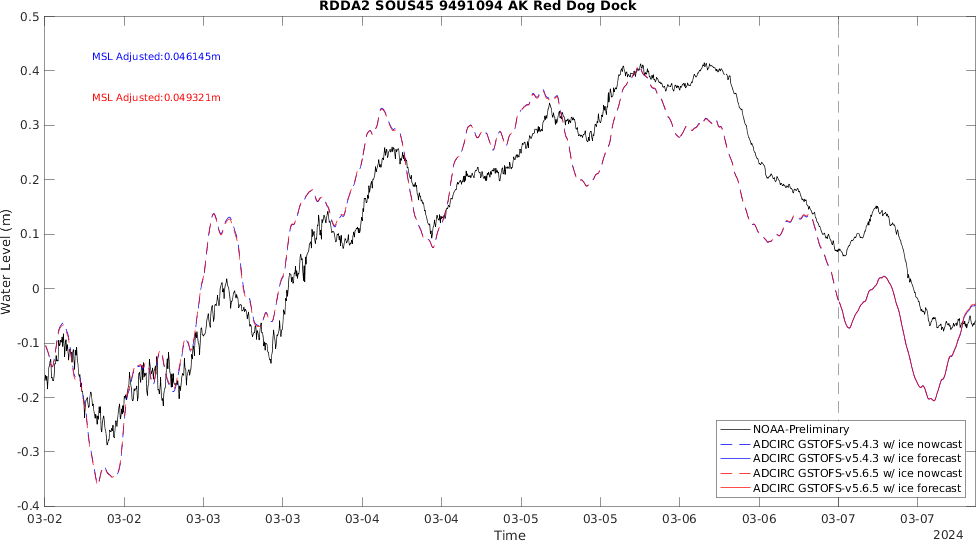 RDDA2 SOUS45 9491094 AK Red Dog Dock
MSL Adjusted:0.046145m
MSL Adjusted:0.049321m
Water Level (m)
0.5
0.4
0.3
0.2
0.1
0
-0.1
-0.2
-0.3
-0.4
NOAA-Preliminary
ADCIRC GSTOFS-v5.4.3 w/ ice nowcast
ADCIRC GSTOFS-v5.4.3 w/ ice forecast
ADCIRC GSTOFS-v5.6.5 w/ ice nowcast
ADCIRC GSTOFS-v5.6.5 w/ ice forecast
03-02 03-02 03-03 03-03 03-04 03-04 03-05 03-05 03-06 03-06 03-07 03-07
Time
2024